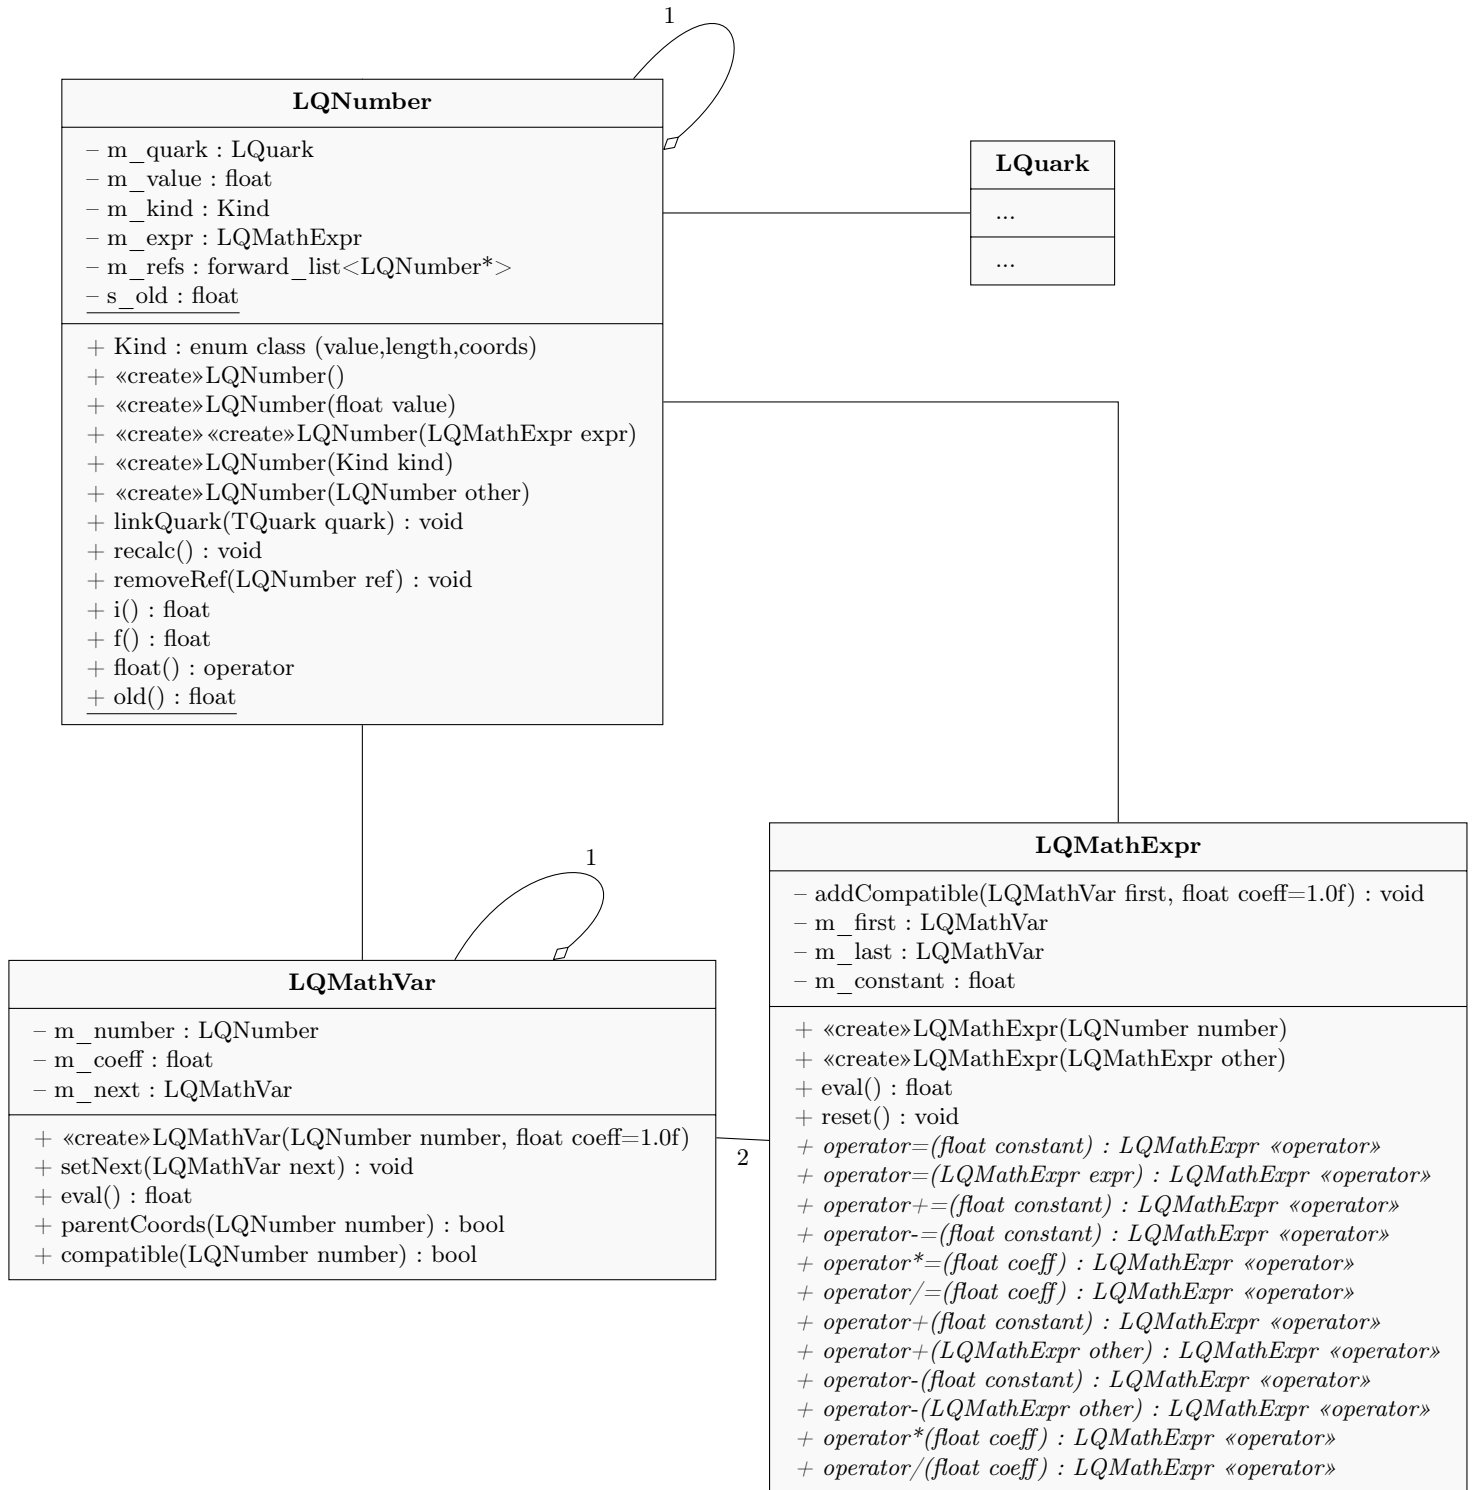 1
LQNumber
– m_quark : LQuark
– m_value : float
– m_kind : Kind
– m_expr : LQMathExpr
– m_refs : forward_list<LQNumber*>
– s_old : float
+ Kind : enum class (value,length,coords)
+ «create»LQNumber()
+ «create»LQNumber(float value)
+ «create»«create»LQNumber(LQMathExpr expr)
+ «create»LQNumber(Kind kind)
+ «create»LQNumber(LQNumber other)
+ linkQuark(TQuark quark) : void
+ recalc() : void
+ removeRef(LQNumber ref) : void
+ i() : float
+ f() : float
+ float() : operator
+ old() : float
LQuark
...
...
1
LQMathVar
– m_number : LQNumber
– m_coeff : float
– m_next : LQMathVar
+ «create»LQMathVar(LQNumber number, float coeff=1.0f)
+ setNext(LQMathVar next) : void
+ eval() : float
+ parentCoords(LQNumber number) : bool
+ compatible(LQNumber number) : bool
2
LQMathExpr
– addCompatible(LQMathVar first, float coeff=1.0f) : void
– m_first : LQMathVar
– m_last : LQMathVar
– m_constant : float
+ «create»LQMathExpr(LQNumber number)
+ «create»LQMathExpr(LQMathExpr other)
+ eval() : float
+ reset() : void
+ operator=(float constant) : LQMathExpr «operator»
+ operator=(LQMathExpr expr) : LQMathExpr «operator»
+ operator+=(float constant) : LQMathExpr «operator»
+ operator-=(float constant) : LQMathExpr «operator»
+ operator*=(float coeff) : LQMathExpr «operator»
+ operator/=(float coeff) : LQMathExpr «operator»
+ operator+(float constant) : LQMathExpr «operator»
+ operator+(LQMathExpr other) : LQMathExpr «operator»
+ operator-(float constant) : LQMathExpr «operator»
+ operator-(LQMathExpr other) : LQMathExpr «operator»
+ operator*(float coeff) : LQMathExpr «operator»
+ operator/(float coeff) : LQMathExpr «operator»